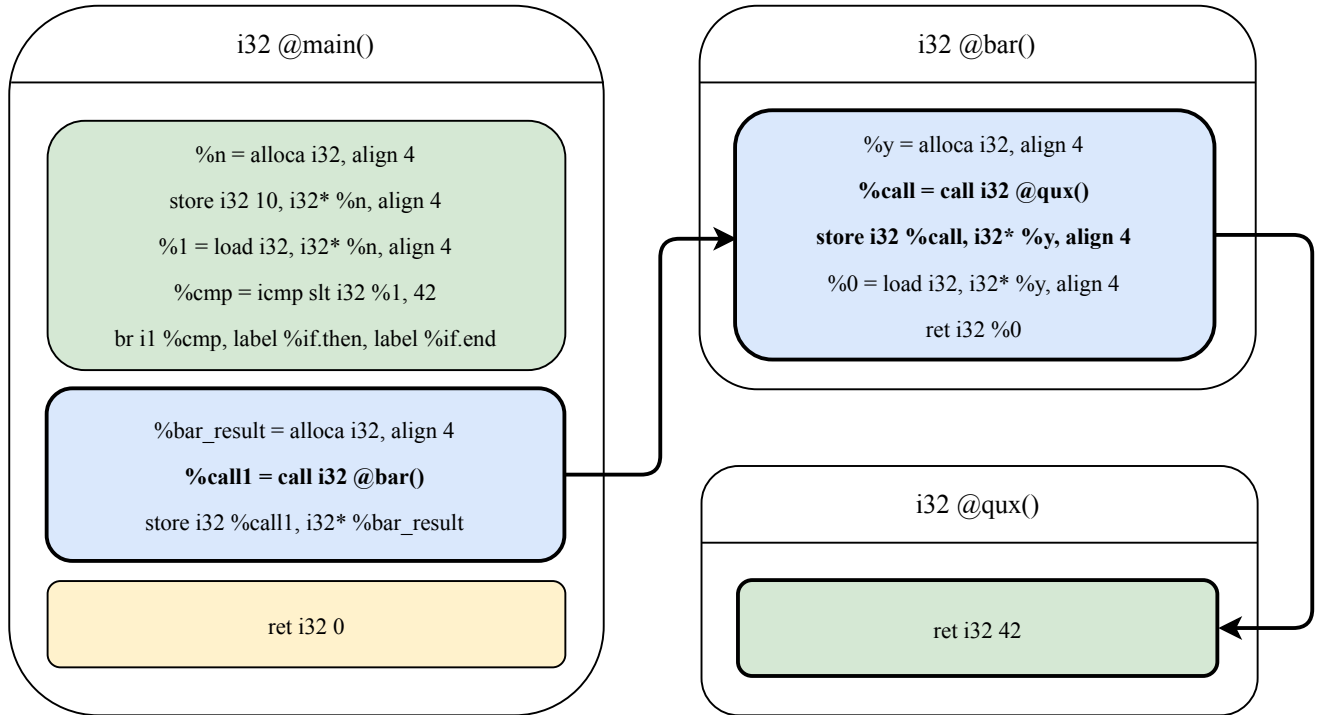 i32 @main()
%n = alloca i32, align 4
store i32 10, i32* %n, align 4
%1 = load i32, i32* %n, align 4
%cmp = icmp slt i32 %1, 42
br i1 %cmp, label %if.then, label %if.end
%bar_result = alloca i32, align 4
%call1 = call i32 @bar()
store i32 %call1, i32* %bar_result
ret i32 0
i32 @bar()
%y = alloca i32, align 4
%call = call i32 @qux()
store i32 %call, i32* %y, align 4
%0 = load i32, i32* %y, align 4
ret i32 %0
i32 @qux()
ret i32 42